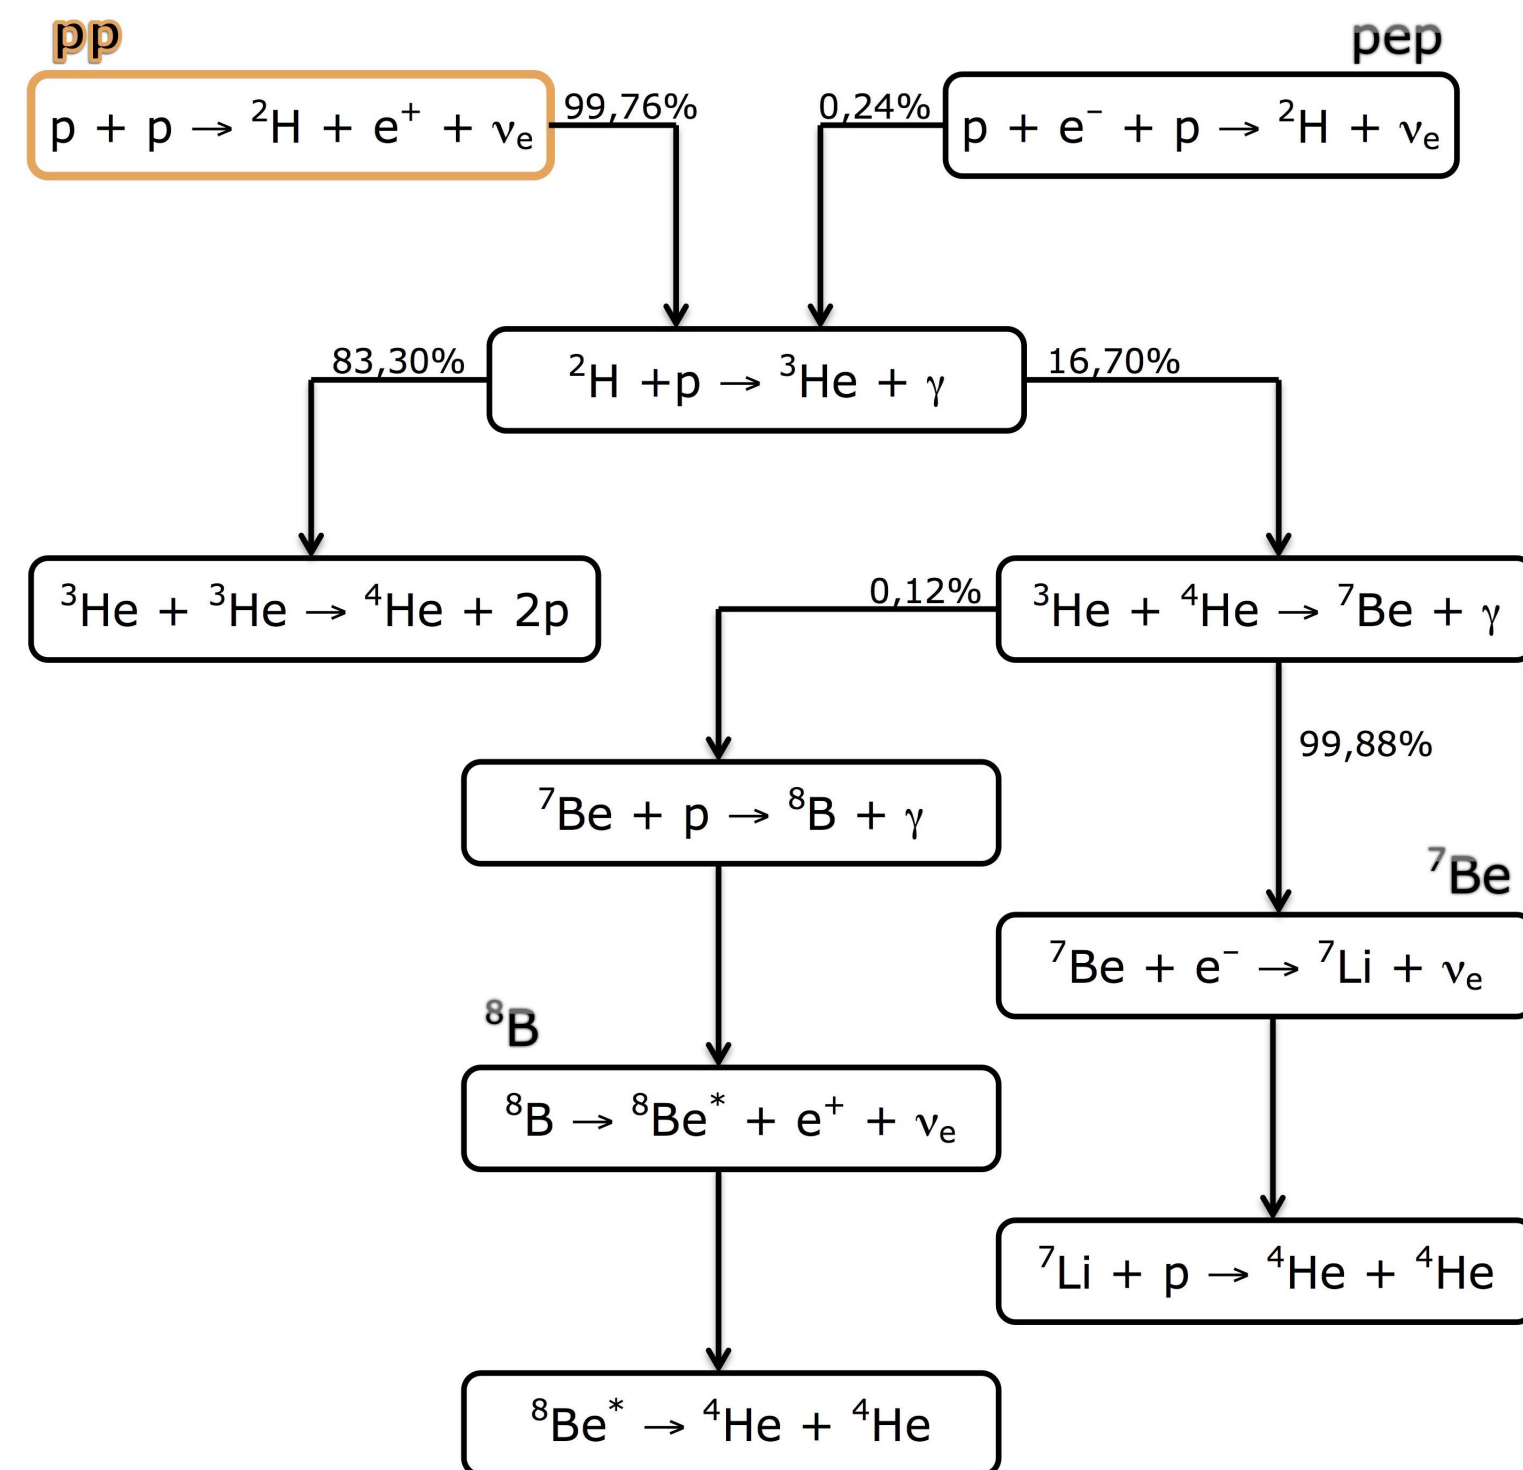 pp
pep
p + p → ²H + e⁺ + νₑ
99,76%
0,24%
p + e⁻ + p → ²H + νₑ
83,30%
²H +p → ³He + γ
16,70%
³He + ³He → ⁴He + 2p
0,12%
³He + ⁴He → ⁷Be + γ
99,88%
⁷Be + p → ⁸B + γ
⁷Be
⁷Be + e⁻ → ⁷Li + νₑ
⁸B
⁸B → ⁸Be* + e⁺ + νₑ
⁷Li + p → ⁴He + ⁴He
⁸Be* → ⁴He + ⁴He